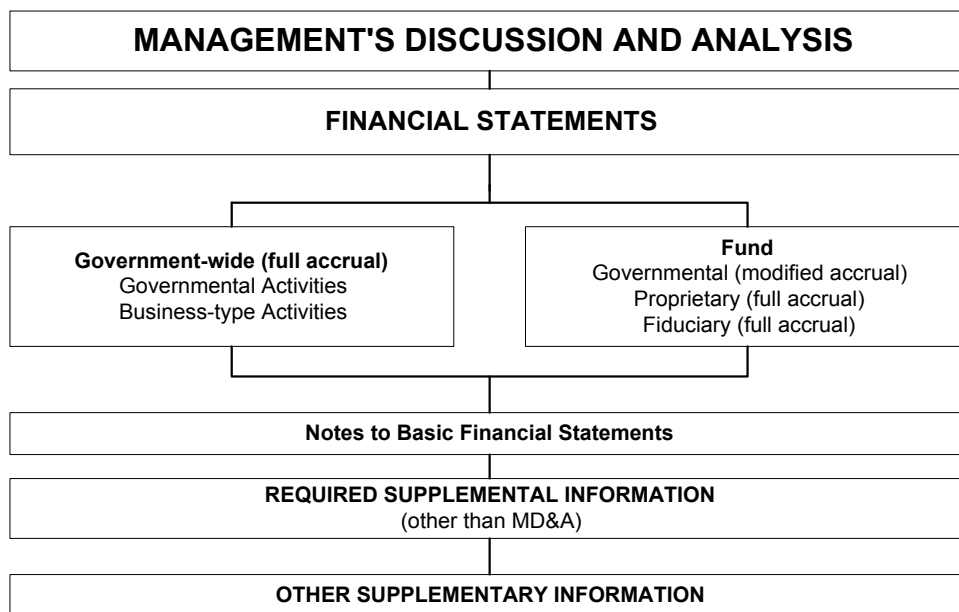 MANAGEMENT'S DISCUSSION AND ANALYSIS
FINANCIAL STATEMENTS
Government-wide (full accrual)
Governmental Activities
Business-type Activities
Fund
Governmental (modified accrual)
Proprietary (full accrual)
Fiduciary (full accrual)
Notes to Basic Financial Statements
REQUIRED SUPPLEMENTAL INFORMATION
(other than MD&A)
OTHER SUPPLEMENTARY INFORMATION